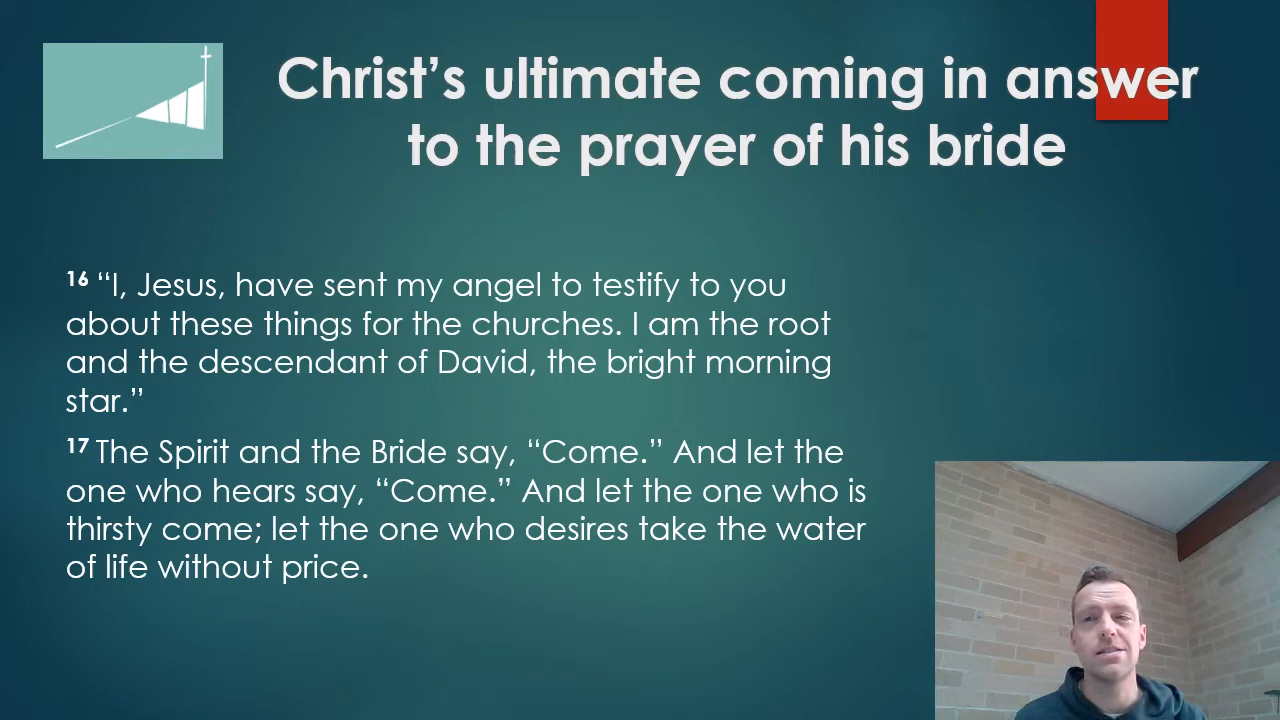 Christ’s ultimate coming in answer
to the prayer of his bride
16 “I, Jesus, have sent my angel to testify to you
about these things for the churches. I am the root
and the descendant of David, the bright morning
star.”
17 The Spirit and the Bride say, “Come.” And let the
one who hears say, “Come.” And let the one who is
thirsty come; let the one who desires take the water
of life without price.